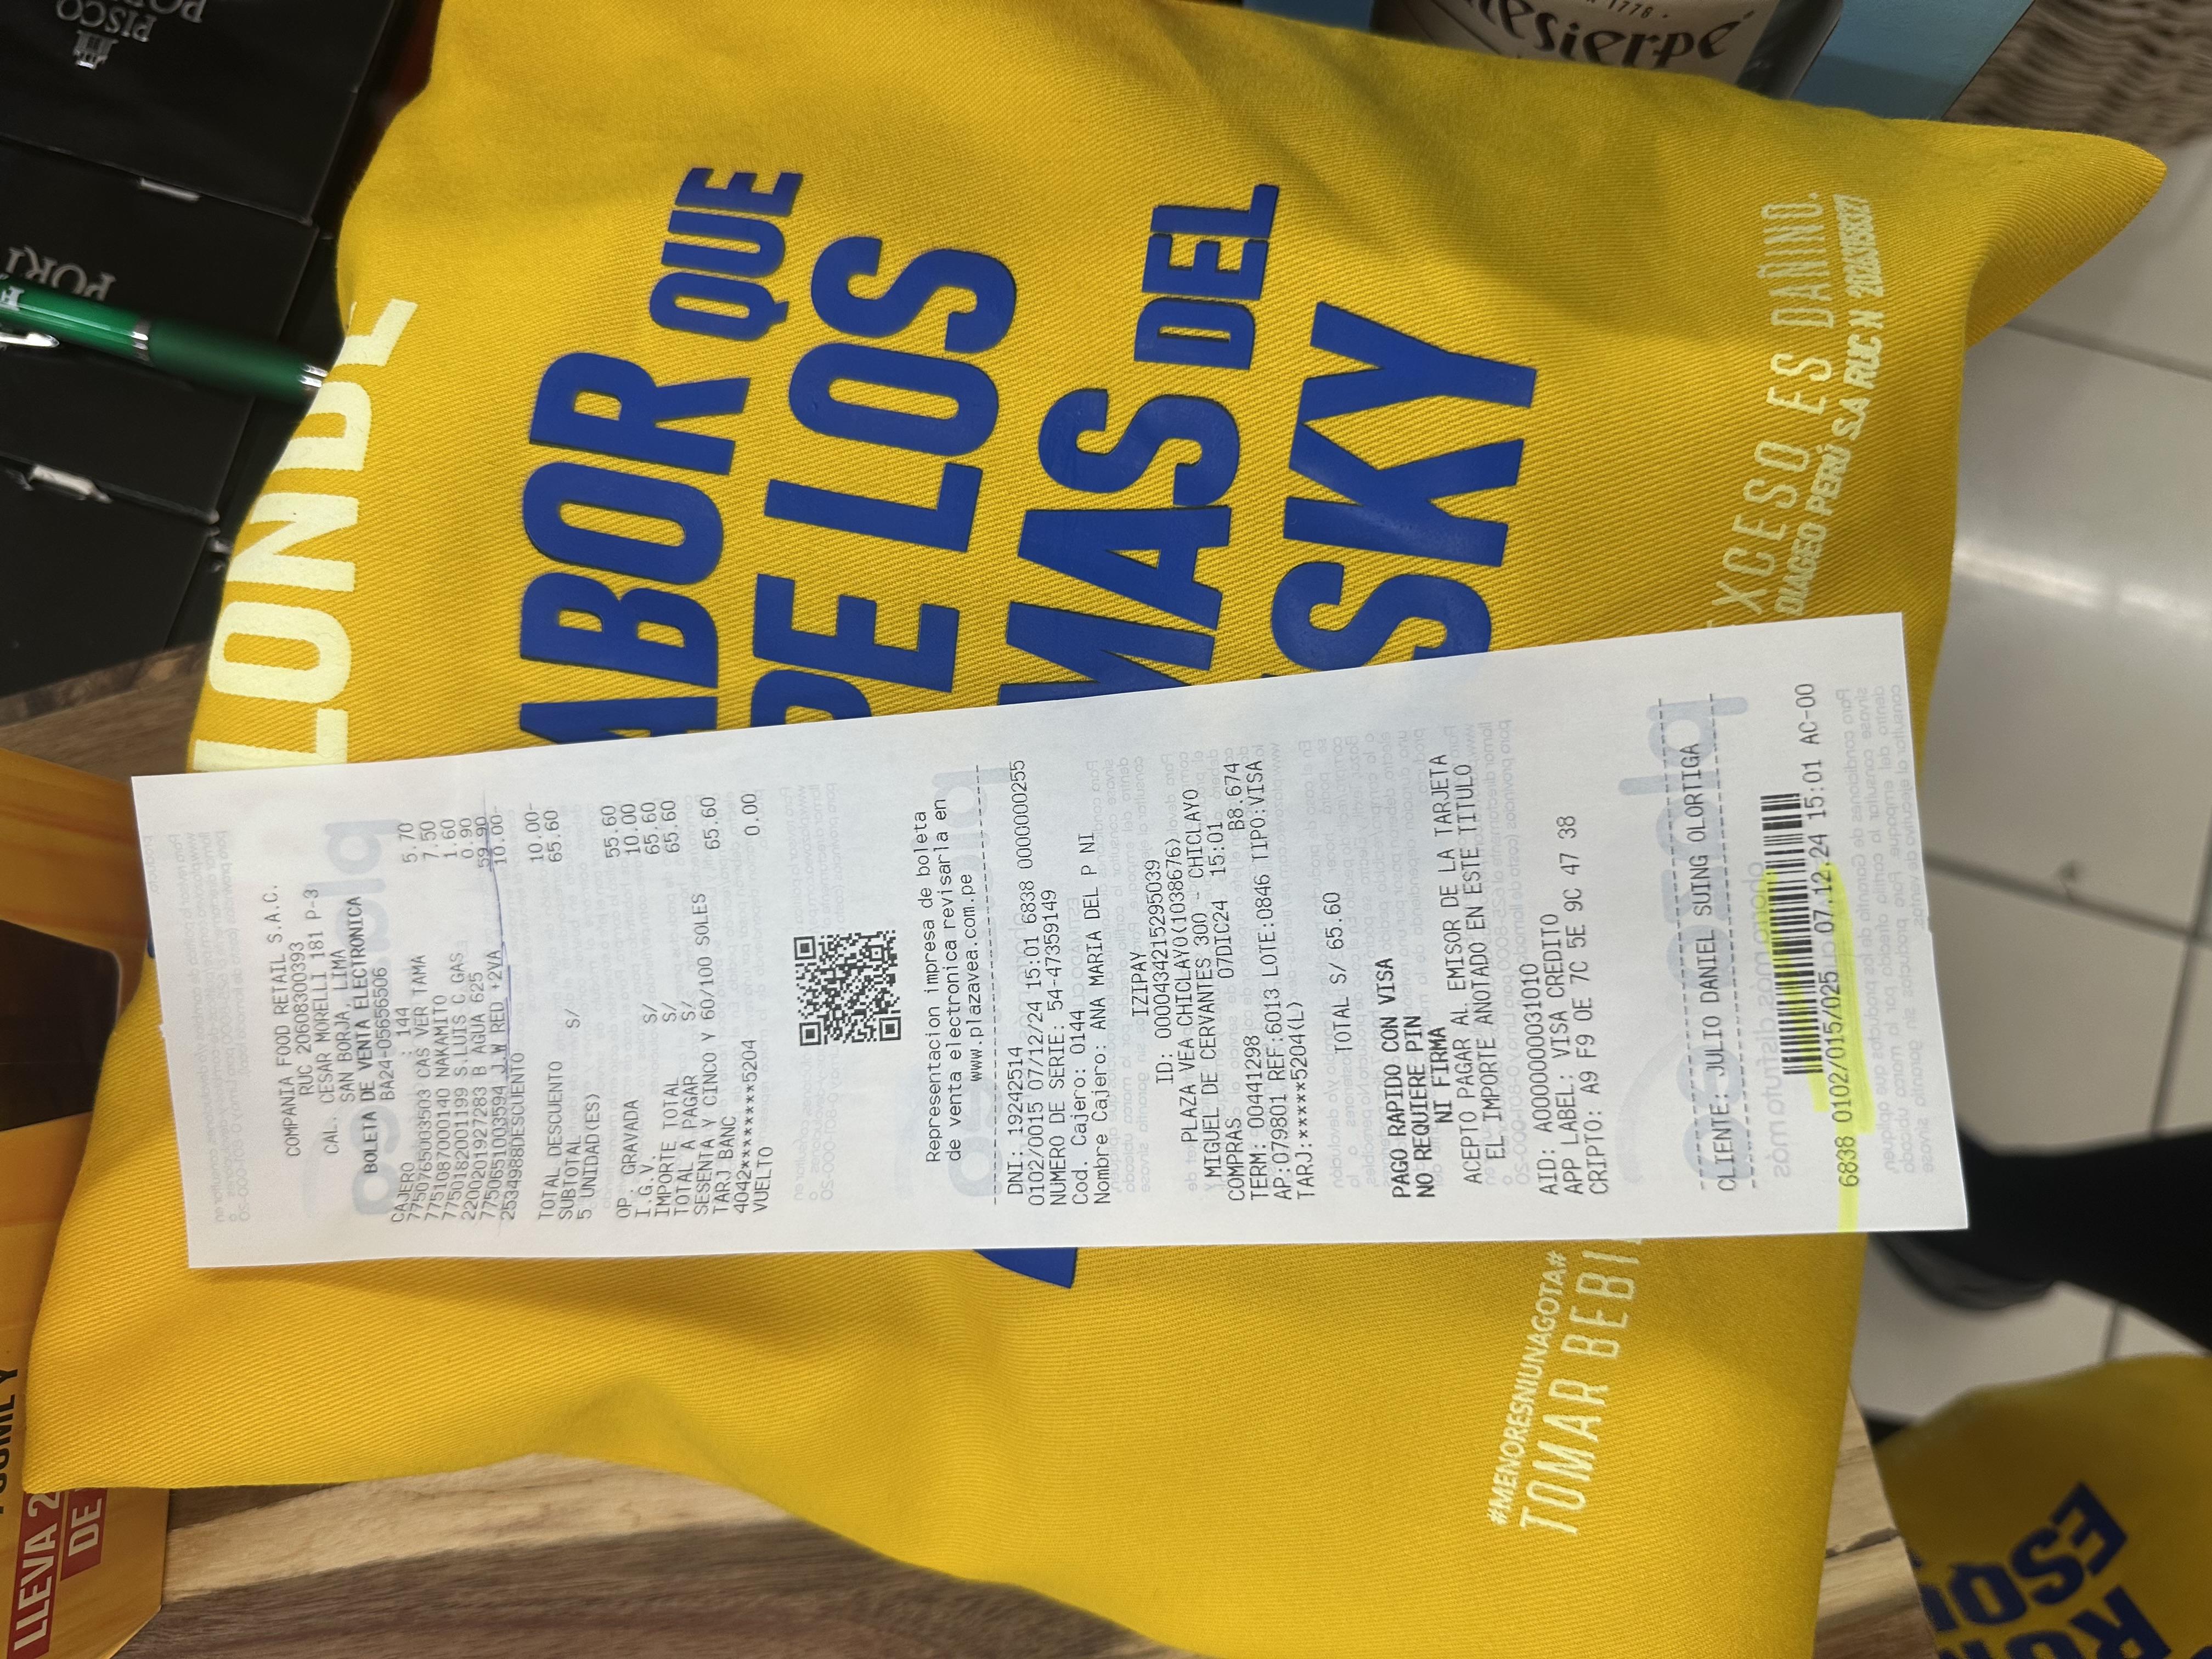 LLEVA 2
DE
PORT
PISCO
COMPANIA FOOD RETAIL S.A.C.
RUC 20608300393
CAL. CESAR MORELLI 181 P-3
SAN BORJA, LIMA
BOLETA DE VENTA ELECTRONICA
BA24-05656506
CAJERO : 144
7750765003503 CAS VER TAMA 5.70
7751087000140 NAKAMITO 7.50
7750182001199 S.LUIS C GAS 1.60
2200201927283 B AGUA 625 0.90
7750651003594 J.W RED +2VA 59.90
2534988DESCUENTO 10.00-
TOTAL DESCUENTO 10.00-
SUBTOTAL S/ 65.60
5 UNIDAD(ES)
OP. GRAVADA 55.60
I.G.V. S/ 10.00
IMPORTE TOTAL S/ 65.60
TOTAL A PAGAR S/ 65.60
SESENTA Y CINCO Y 60/100 SOLES
TARJ BANC 65.60
4042********5204
VUELTO 0.00
Representacion impresa de boleta
de venta electronica revisarla en
www.plazavea.com.pe
DNI: 19242514
0102/0015 07/12/24 15:01 6838 0000000255
NUMERO DE SERIE: 54-47359149
Cod. Cajero: 0144
Nombre Cajero: ANA MARIA DEL P NI
IZIPAY
ID: 0000434215295039
PLAZA VEA CHICLAYO(1038676)
MIGUEL DE CERVANTES 300 - CHICLAYO
COMPRAS 07DIC24 15:01
TERM: 00441298 B8.674
AP:079801 REF:6013 LOTE:0846 TIPO:VISA
TARJ:*****5204(L)
TOTAL S/ 65.60
PAGO RAPIDO CON VISA
NO REQUIERE PIN
NI FIRMA
ACEPTO PAGAR AL EMISOR DE LA TARJETA
EL IMPORTE ANOTADO EN ESTE TITULO
AID: A0000000031010
APP LABEL: VISA CREDITO
CRIPTO: A9 F9 0E 7C 5E 9C 47 38
CLIENTE: JULIO DANIEL SUING OLORTIGA
6838 0102/015/025 07.12.24 15:01 AC-00
LONDE
ABOR QUE
PE LOS
MAS DEL
SKY
#MENORESNIUNAGOTA#
TOMAR BEBI
XCESO ES DAÑINO.
DIAGEO PERÚ S.A RUC N 20263158327